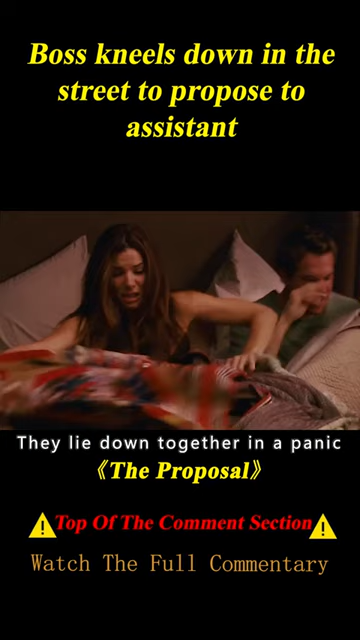 Boss kneels down in the
street to propose to
assistant
They lie down together in a panic
《The Proposal》
Top Of The Comment Section
Watch The Full Commentary